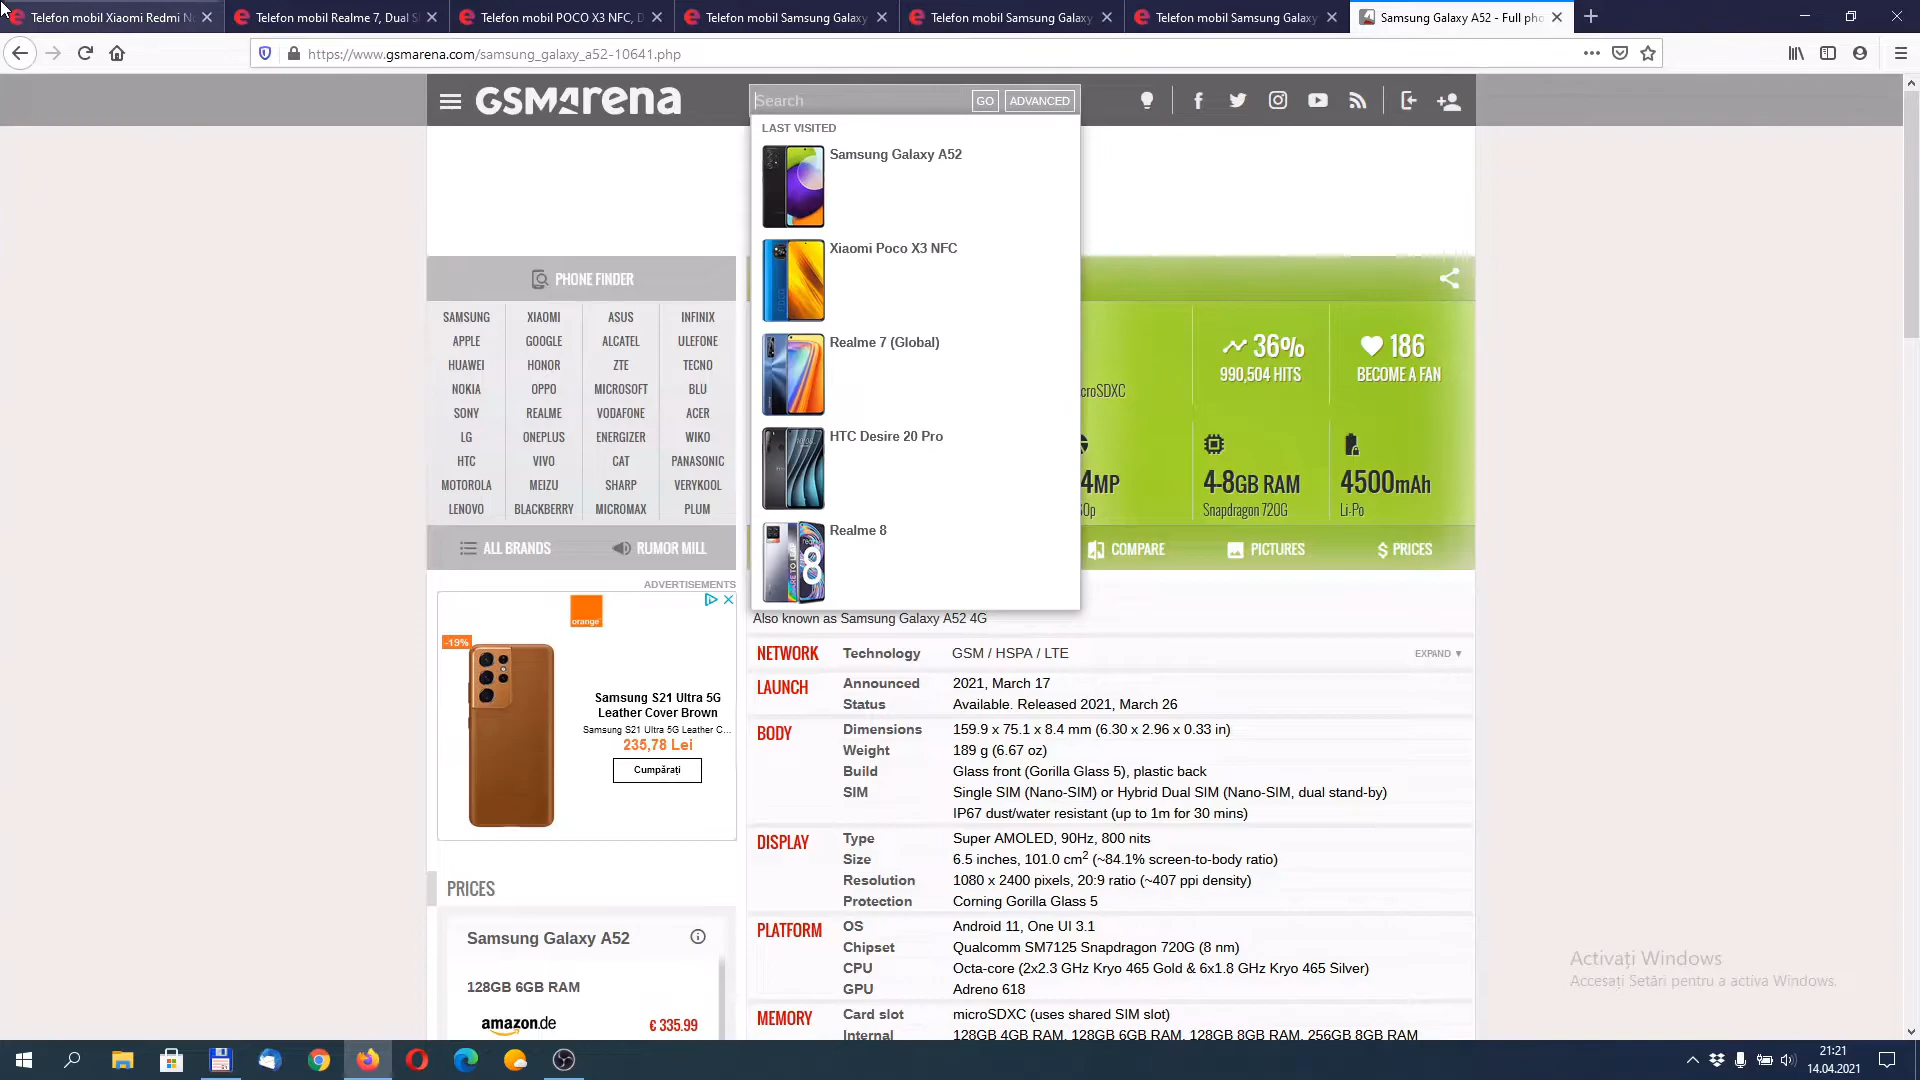 Telefon mobil Xiaomi Redmi N
Telefon mobil Realme 7, Dual S
Telefon mobil POCO X3 NFC, D
Telefon mobil Samsung Galaxy
Telefon mobil Samsung Galaxy
Telefon mobil Samsung Galaxy
Samsung Galaxy A52 - Full pho
https://www.gsmarena.com/samsung_galaxy_a52-10641.php
GSMArena
Search
GO
ADVANCED
LAST VISITED
Samsung Galaxy A52
Xiaomi Poco X3 NFC
Realme 7 (Global)
HTC Desire 20 Pro
Realme 8
PHONE FINDER
SAMSUNG XIAOMI ASUS INFINIX
APPLE GOOGLE ALCATEL ULEFONE
HUAWEI HONOR ZTE TECNO
NOKIA OPPO MICROSOFT BLU
SONY REALME VODAFONE ACER
LG ONEPLUS ENERGIZER WIKO
HTC VIVO CAT PANASONIC
MOTOROLA MEIZU SHARP VERYKOOL
LENOVO BLACKBERRY MICROMAX PLUM
ALL BRANDS RUMOR MILL
36%
990,504 HITS
186
BECOME A FAN
croSDXC
4MP
4-8GB RAM
Snapdragon 720G
4500mAh
Li-Po
COMPARE PICTURES PRICES
ADVERTISEMENTS
orange
-19%
Samsung S21 Ultra 5G
Leather Cover Brown
Samsung S21 Ultra 5G Leather C...
235,78 Lei
Cumpărați
PRICES
Samsung Galaxy A52
128GB 6GB RAM
amazon.de € 335.99
Also known as Samsung Galaxy A52 4G
NETWORK Technology GSM / HSPA / LTE EXPAND ▼
LAUNCH Announced 2021, March 17
Status Available. Released 2021, March 26
BODY Dimensions 159.9 x 75.1 x 8.4 mm (6.30 x 2.96 x 0.33 in)
Weight 189 g (6.67 oz)
Build Glass front (Gorilla Glass 5), plastic back
SIM Single SIM (Nano-SIM) or Hybrid Dual SIM (Nano-SIM, dual stand-by)
IP67 dust/water resistant (up to 1m for 30 mins)
DISPLAY Type Super AMOLED, 90Hz, 800 nits
Size 6.5 inches, 101.0 cm2 (~84.1% screen-to-body ratio)
Resolution 1080 x 2400 pixels, 20:9 ratio (~407 ppi density)
Protection Corning Gorilla Glass 5
PLATFORM OS Android 11, One UI 3.1
Chipset Qualcomm SM7125 Snapdragon 720G (8 nm)
CPU Octa-core (2x2.3 GHz Kryo 465 Gold & 6x1.8 GHz Kryo 465 Silver)
GPU Adreno 618
MEMORY Card slot microSDXC (uses shared SIM slot)
Internal 128GB 4GB RAM, 128GB 6GB RAM, 128GB 8GB RAM, 256GB 8GB RAM
Activați Windows
Accesați Setări pentru a activa Windows.
21:21
14.04.2021